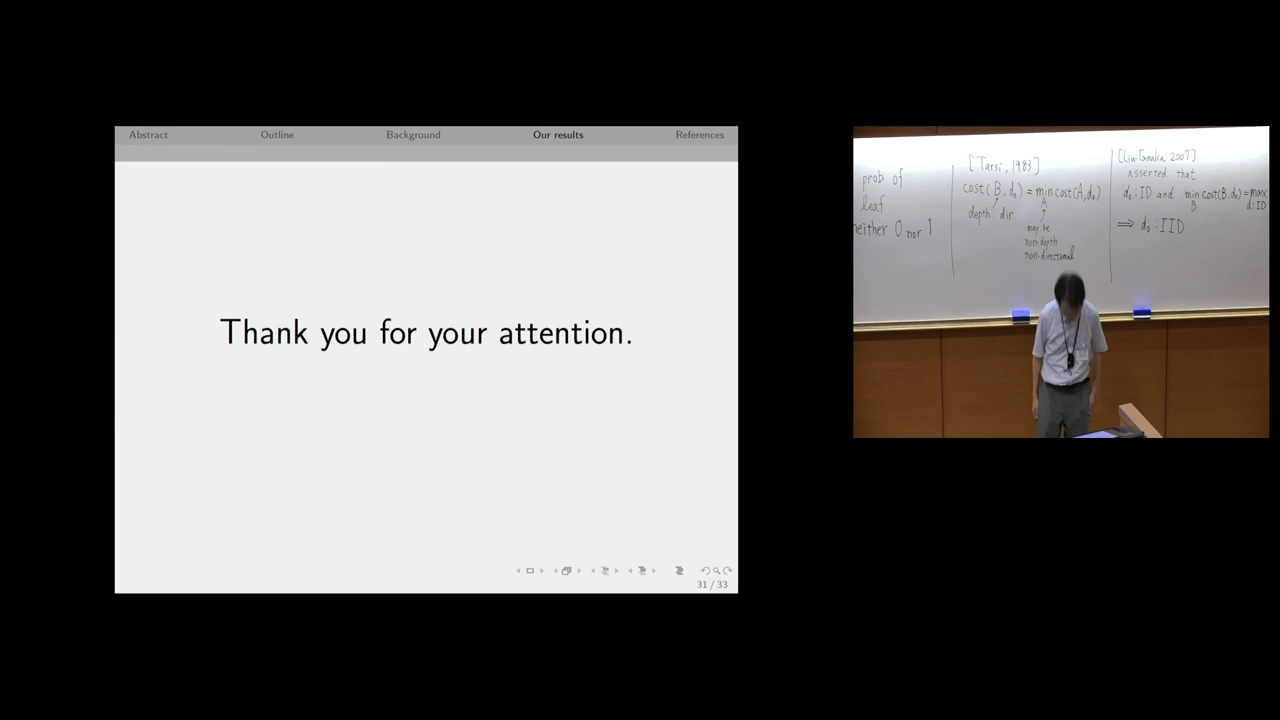 Abstract Outline Background Our results References
Thank you for your attention.
31 / 33
prob of
leaf
neither 0 nor 1
[Tarsi, 1983]
cost(B, d₀) = min cost(A, d₀)
A
depth dir.
may be
non-depth
non-directional
[Liu-Tanaka 2007]
asserted that
d₀ : ID and min cost(B, d₀) = max
B d : ID
⟹ d₀ : IID